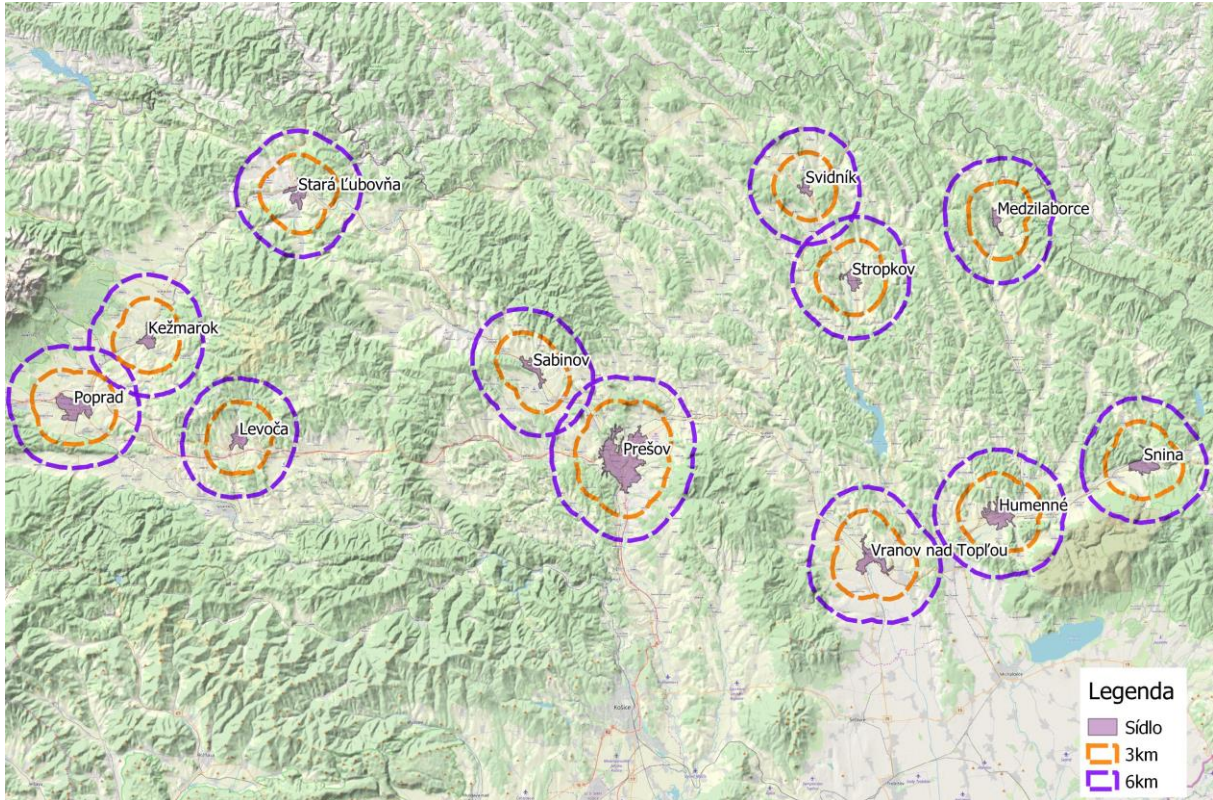 Svidník
Stará Ľubovňa
Medzilaborce
Stropkov
Kežmarok
Sabinov
Poprad
Levoča
Prešov
Snina
Humenné
Vranov nad Topľou
Košice
Legenda
Sídlo
3km
6km